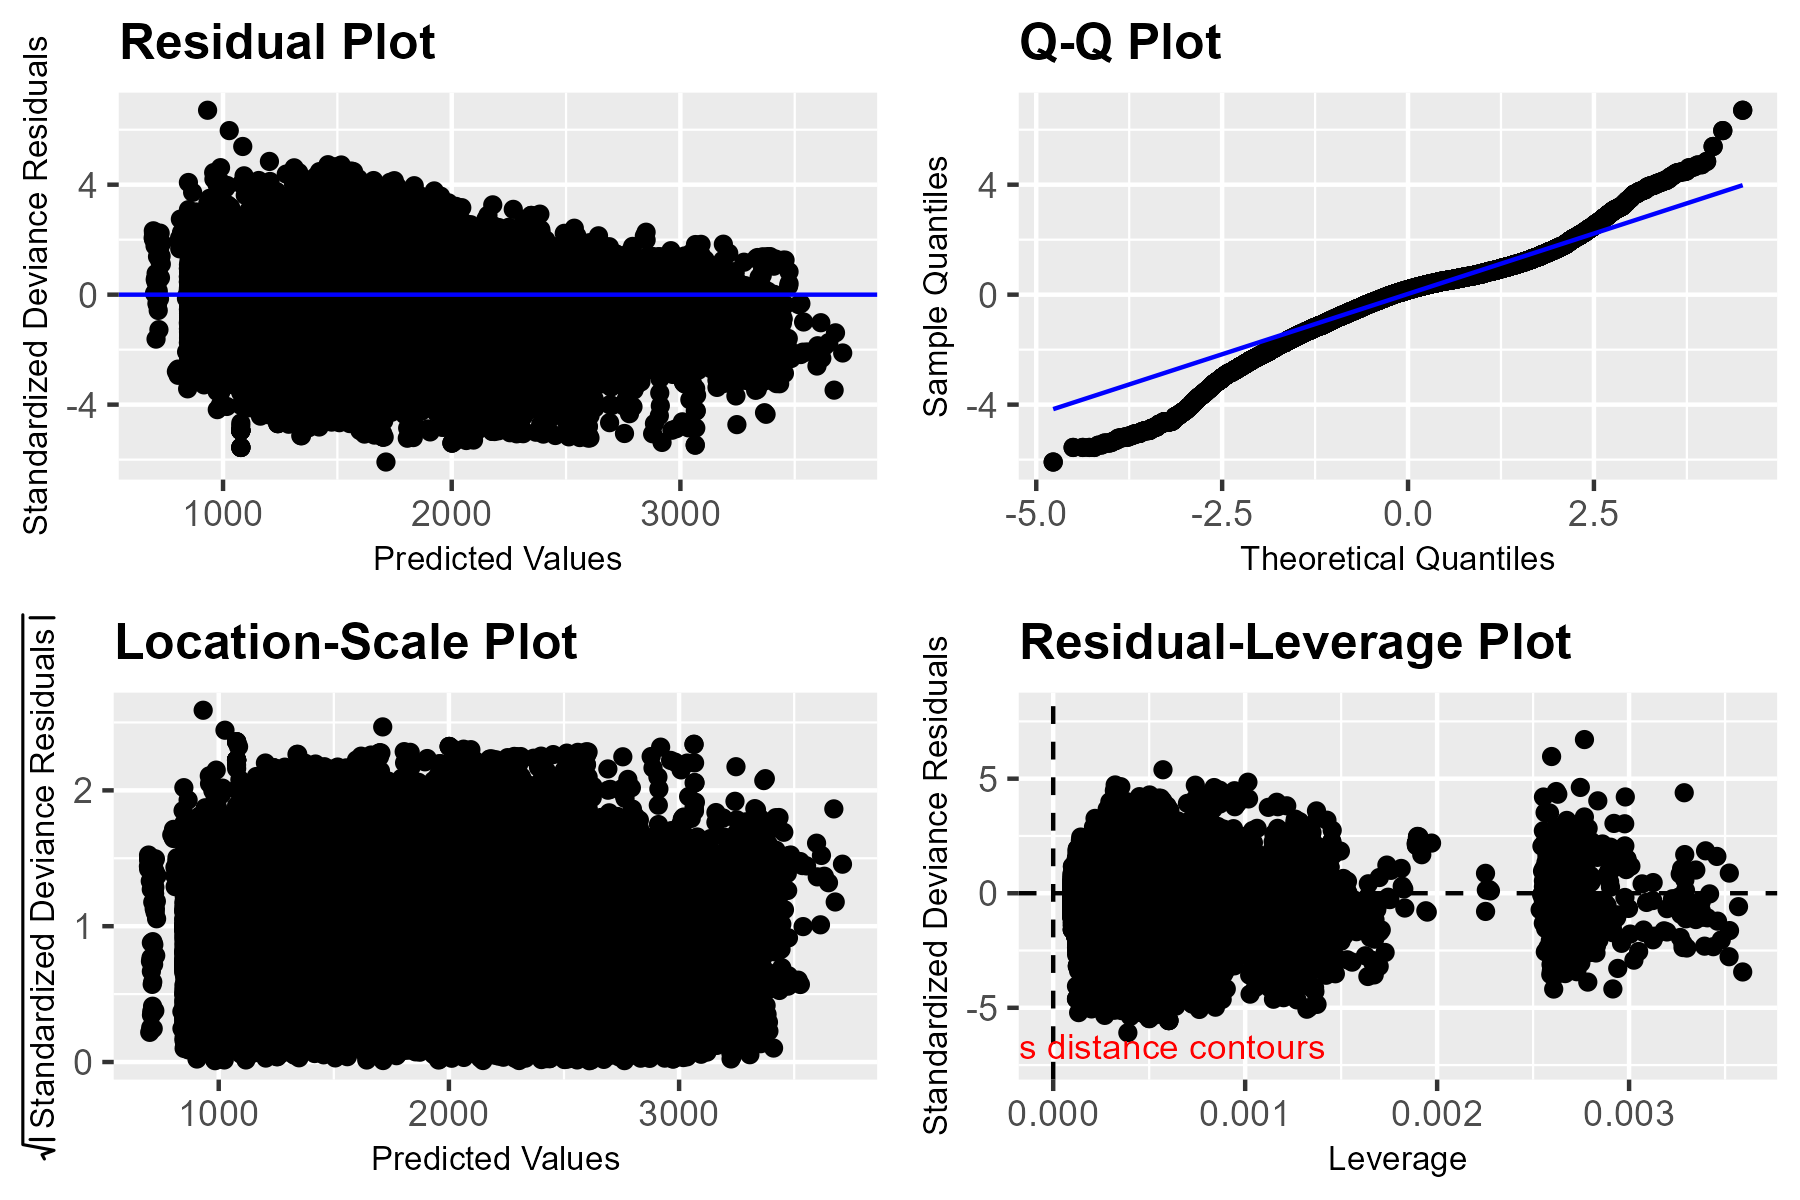 Residual Plot
Standardized Deviance Residuals
4
0
-4
1000 2000 3000
Predicted Values
Q-Q Plot
Sample Quantiles
4
0
-4
-5.0 -2.5 0.0 2.5
Theoretical Quantiles
Location-Scale Plot
√|Standardized Deviance Residuals|
2
1
0
1000 2000 3000
Predicted Values
Residual-Leverage Plot
Standardized Deviance Residuals
5
0
-5
s distance contours
0.000 0.001 0.002 0.003
Leverage